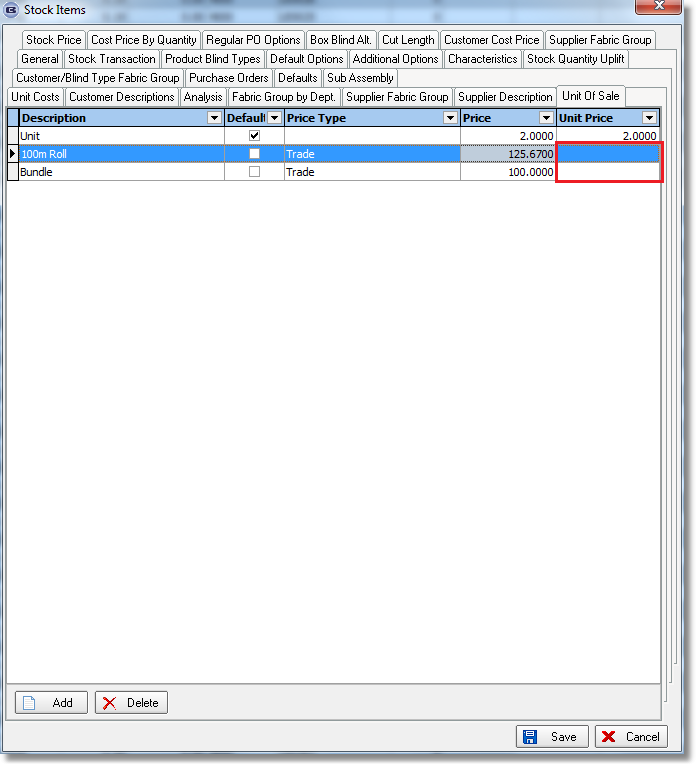 Stock Items
Stock Price Cost Price By Quantity Regular PO Options Box Blind Alt. Cut Length Customer Cost Price Supplier Fabric Group
General Stock Transaction Product Blind Types Default Options Additional Options Characteristics Stock Quantity Uplift
Customer/Blind Type Fabric Group Purchase Orders Defaults Sub Assembly
Unit Costs Customer Descriptions Analysis Fabric Group by Dept. Supplier Fabric Group Supplier Description Unit Of Sale
Description Default Price Type Price Unit Price
Unit 2.0000 2.0000
100m Roll Trade 125.6700
Bundle Trade 100.0000
Add Delete
Save Cancel